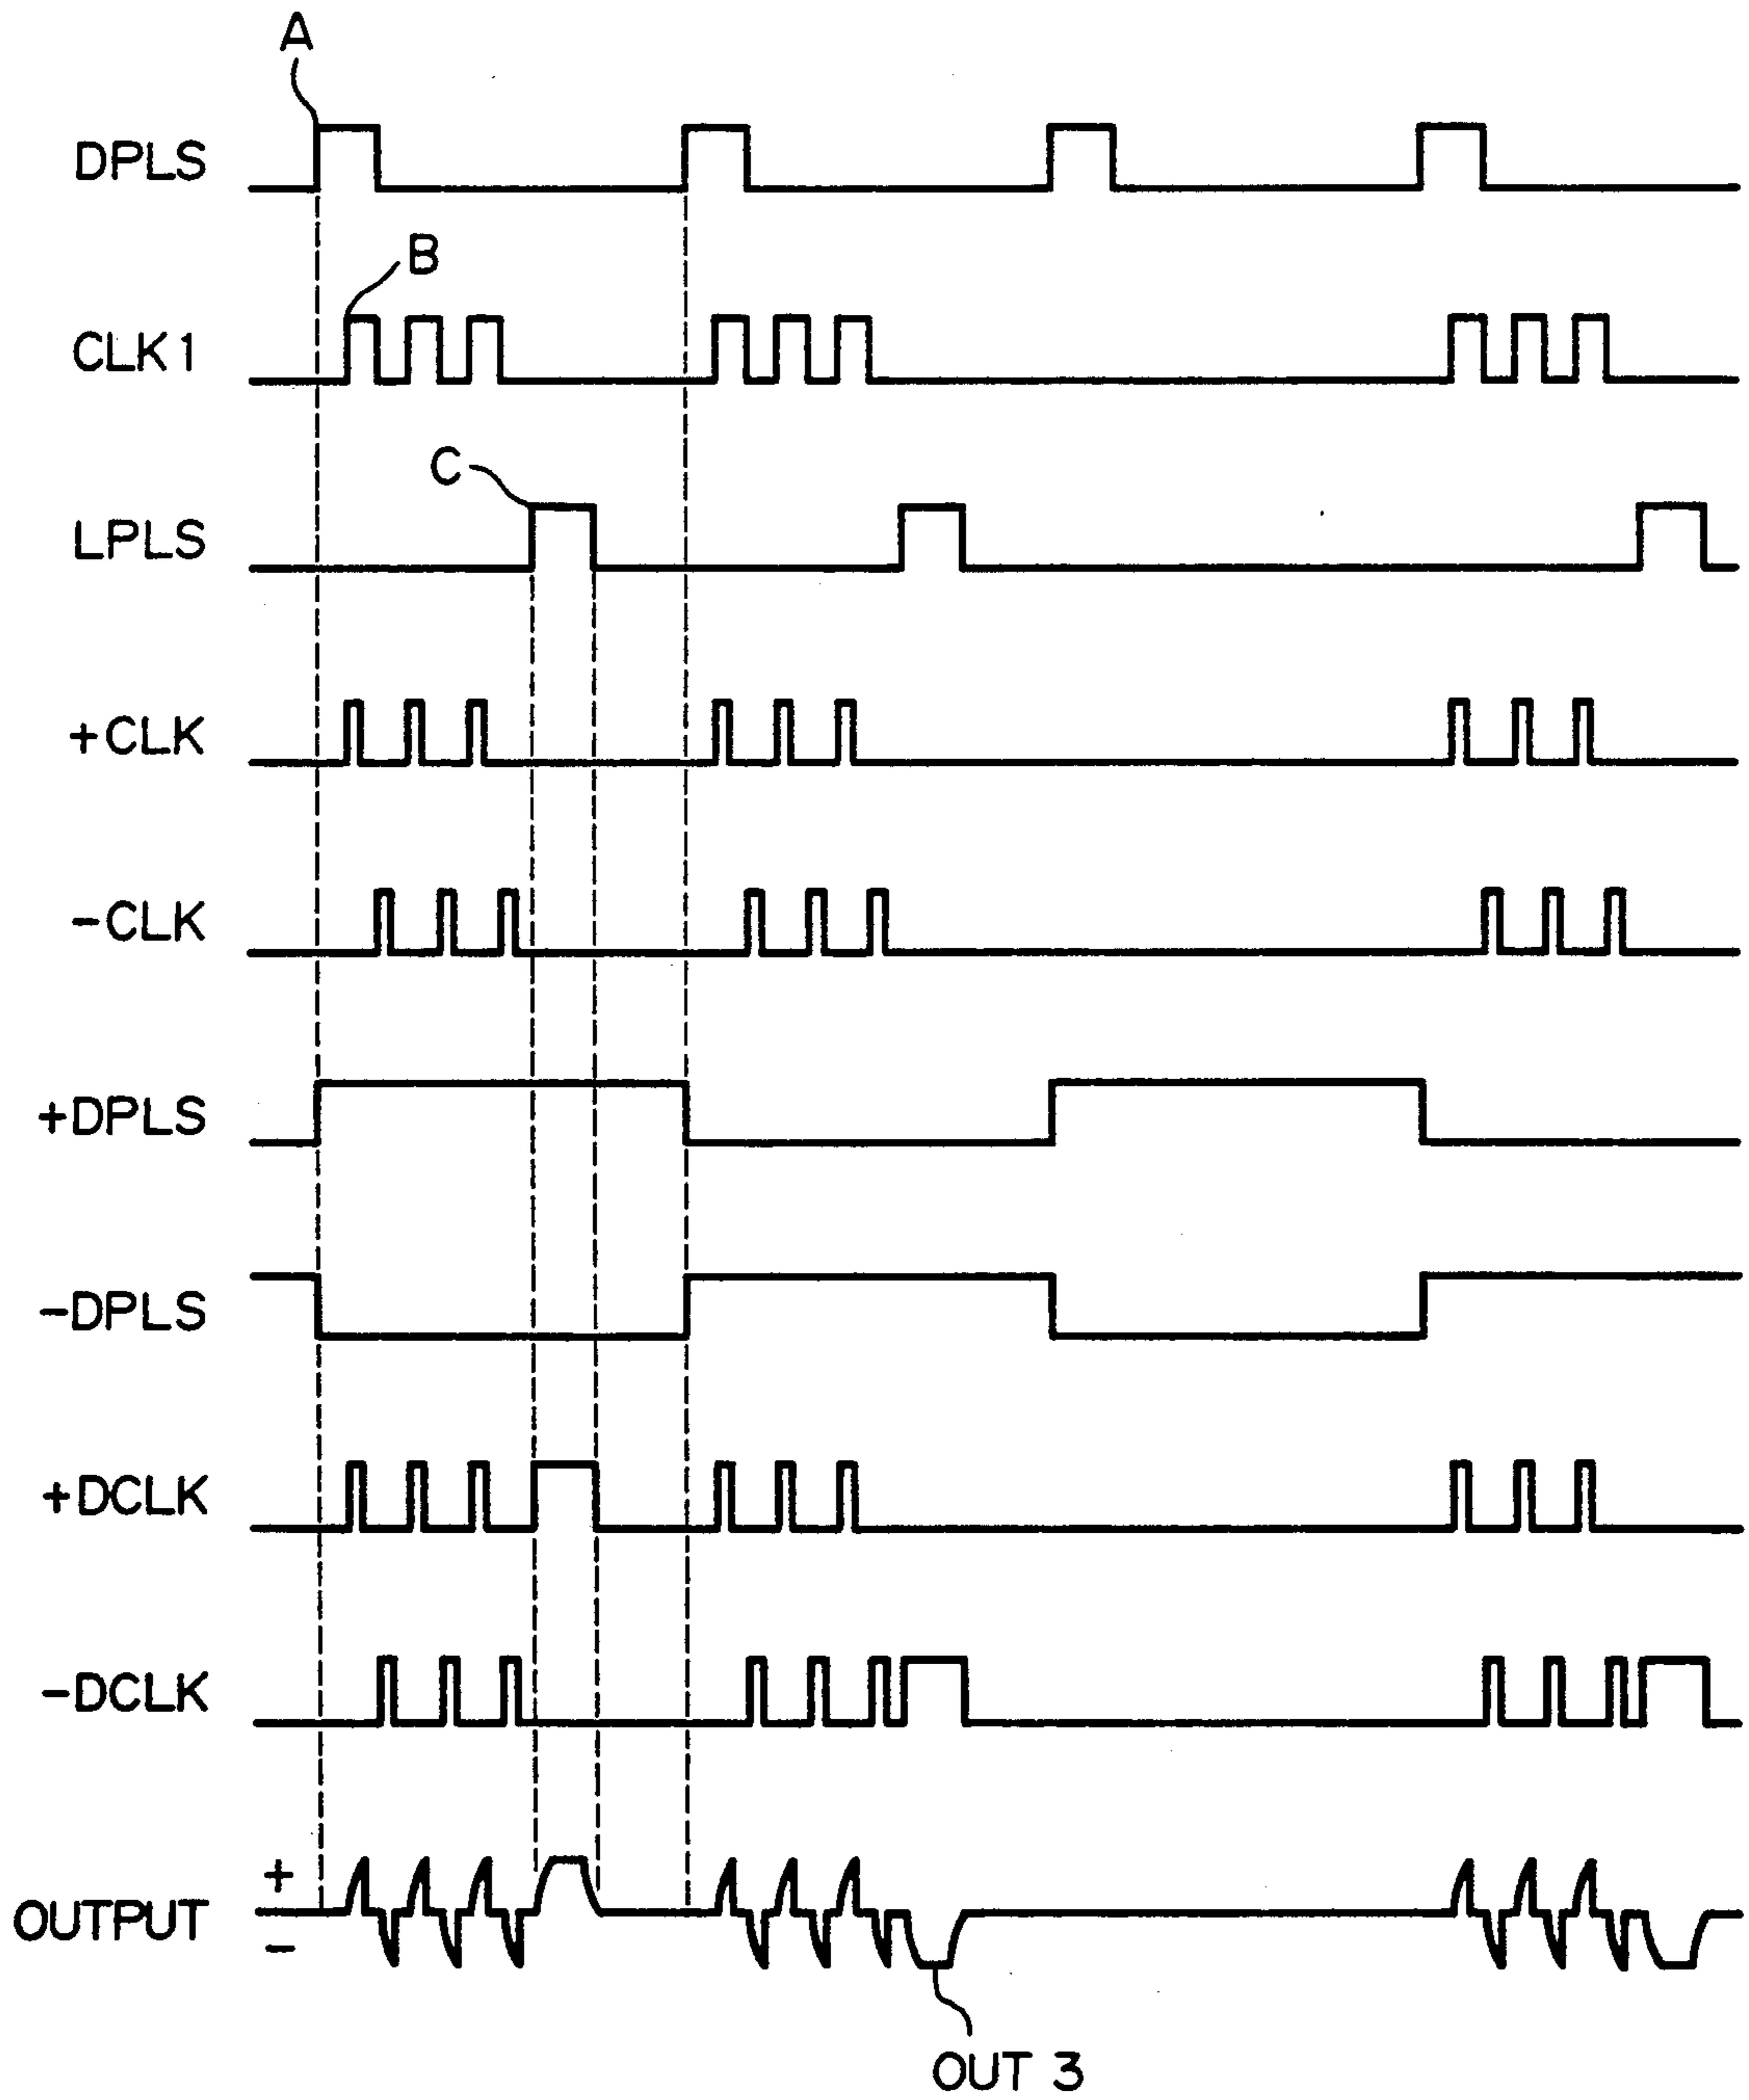 A
DPLS
B
CLK1
C
LPLS
+CLK
-CLK
+DPLS
-DPLS
+DCLK
-DCLK
+
OUTPUT
-
OUT 3